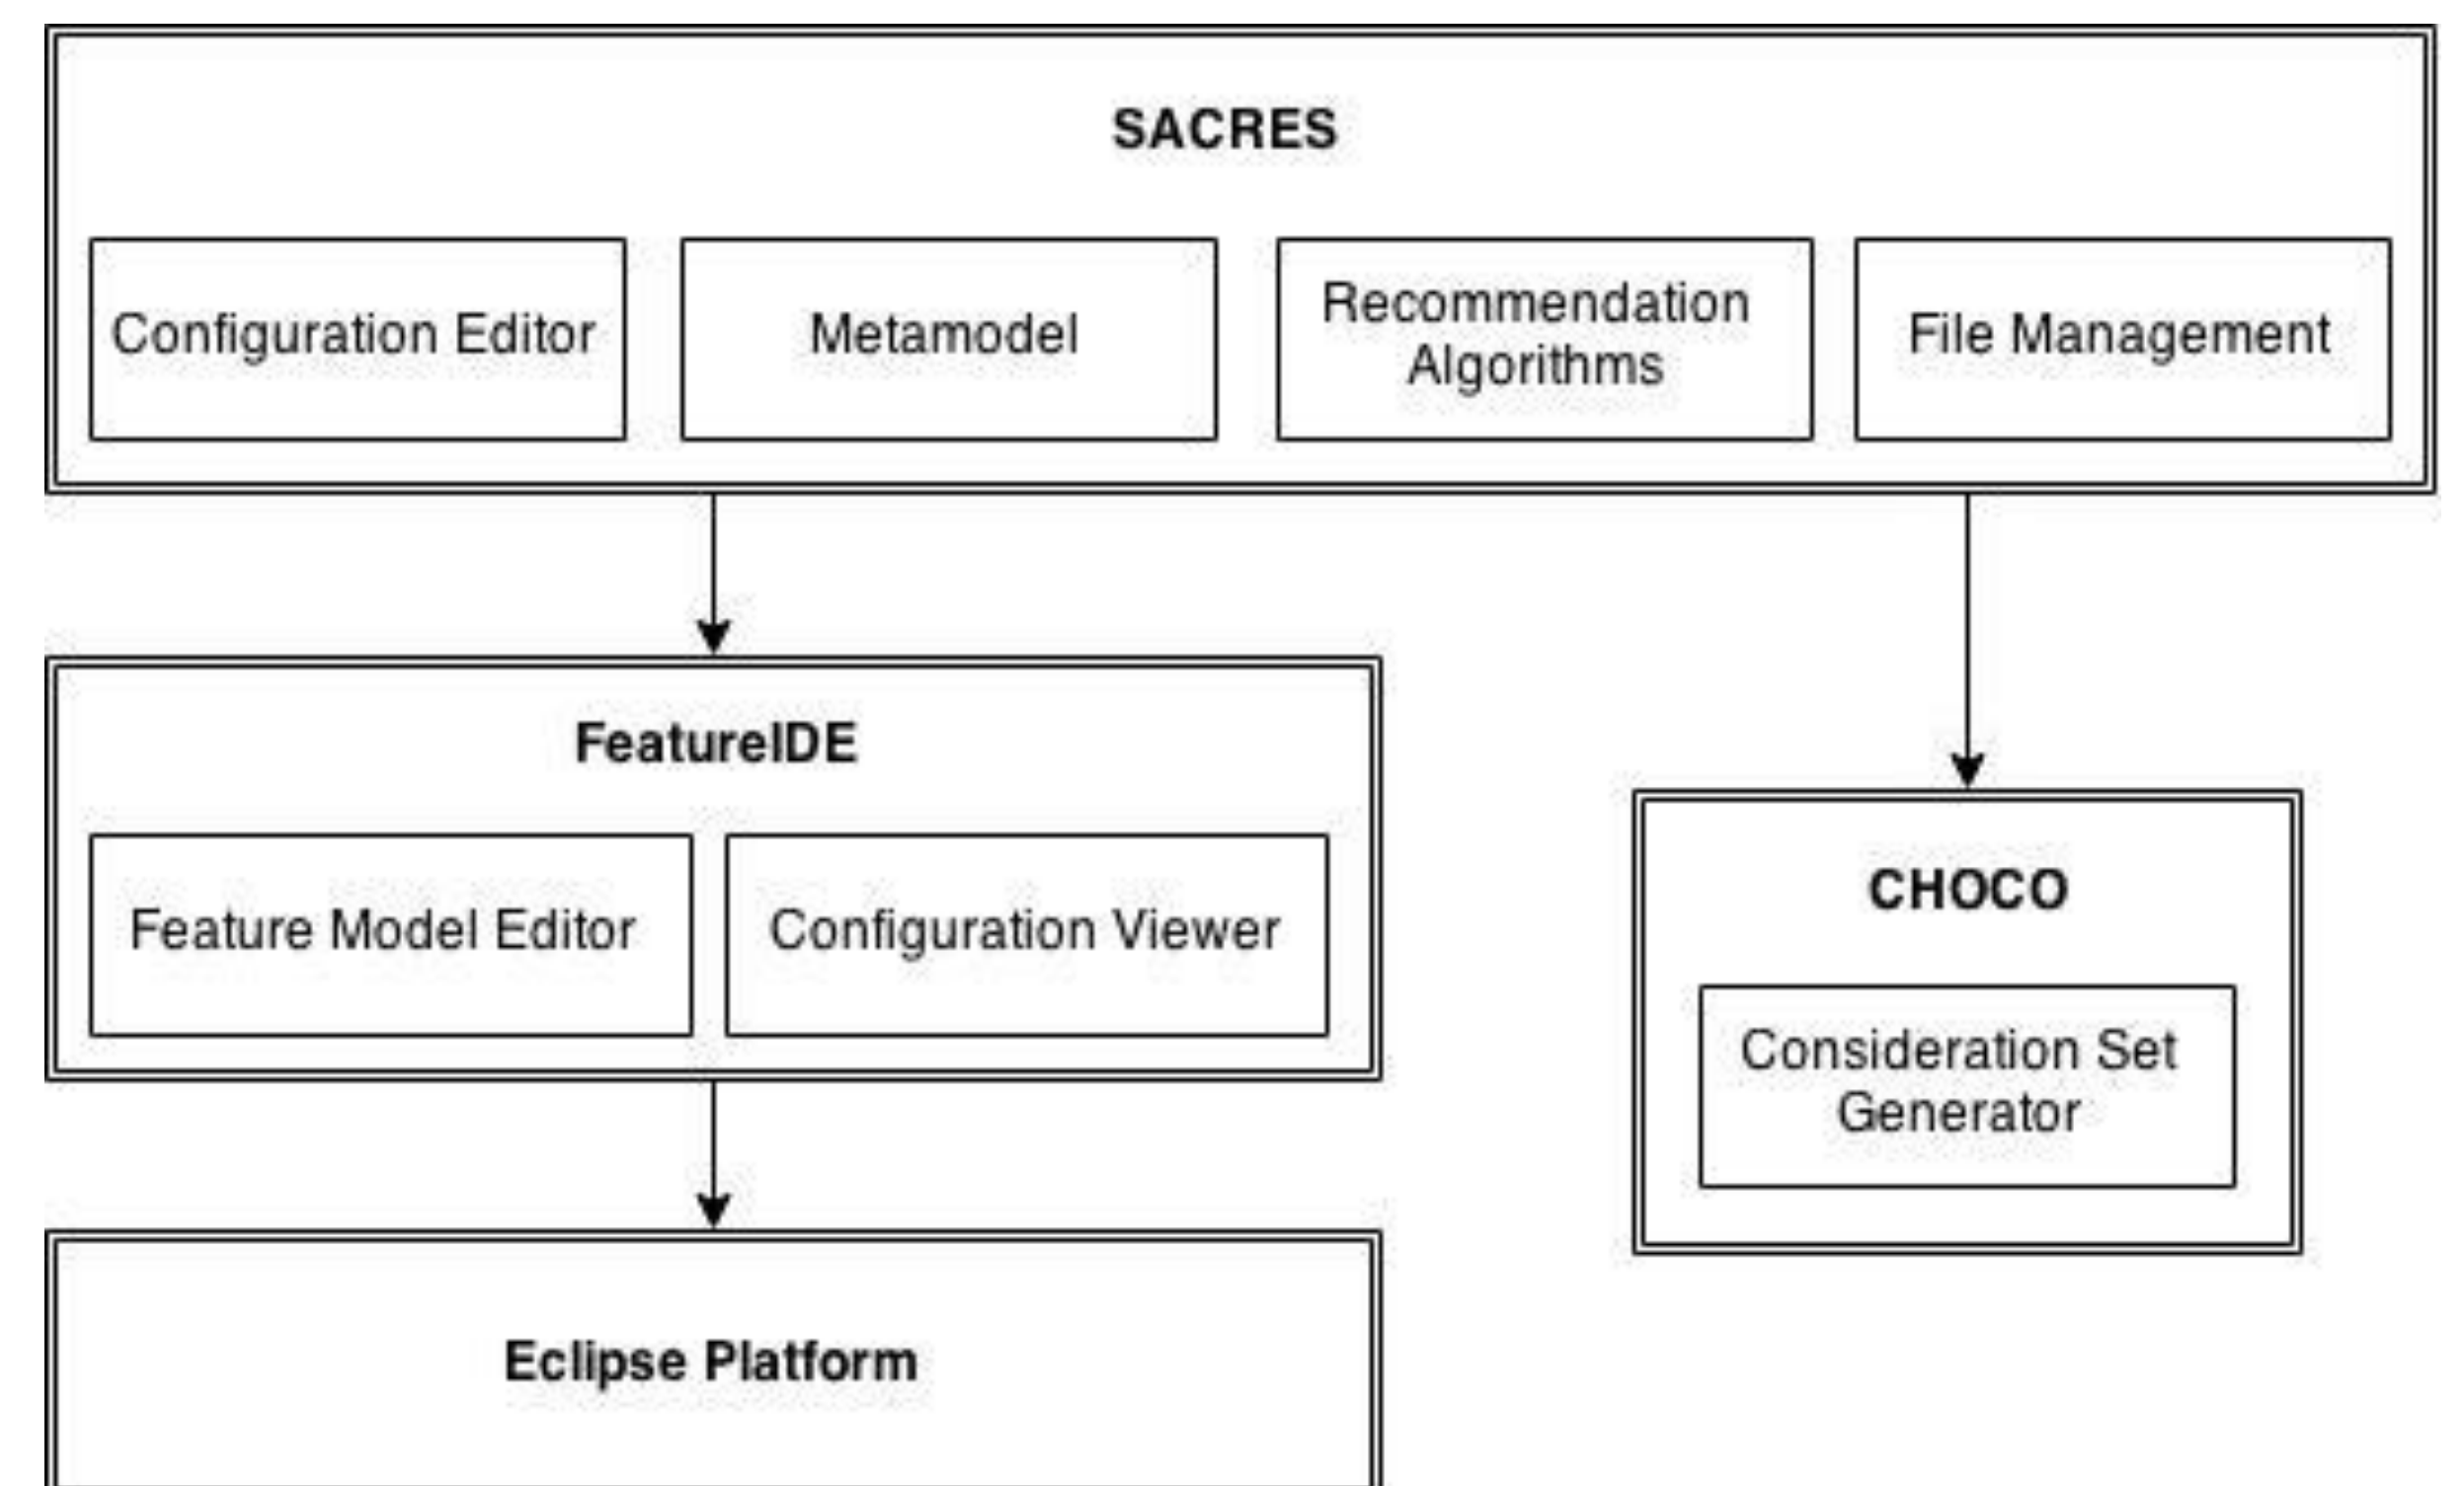 SACRES
Configuration Editor
Metamodel
Recommendation
Algorithms
File Management
FeatureIDE
Feature Model Editor
Configuration Viewer
CHOCO
Consideration Set
Generator
Eclipse Platform